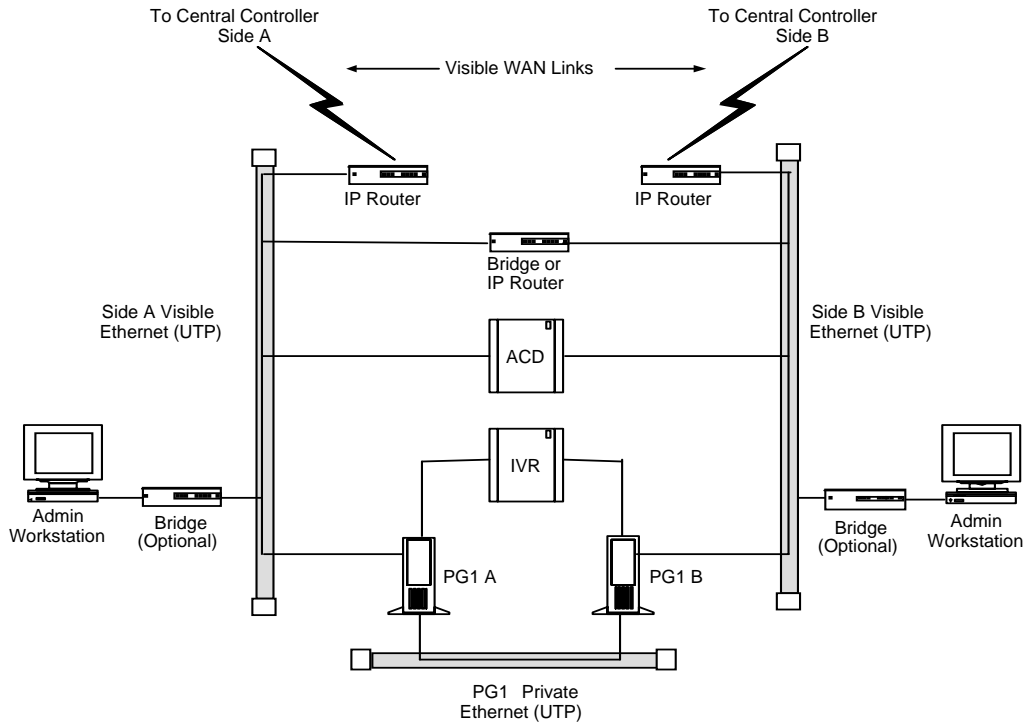 To Central Controller
Side A
To Central Controller
Side B
Visible WAN Links
IP Router
IP Router
Bridge or
IP Router
Side A Visible
Ethernet (UTP)
Side B Visible
Ethernet (UTP)
ACD
IVR
Admin
Workstation
Bridge
(Optional)
PG1 A
PG1 B
Bridge
(Optional)
Admin
Workstation
PG1 Private
Ethernet (UTP)